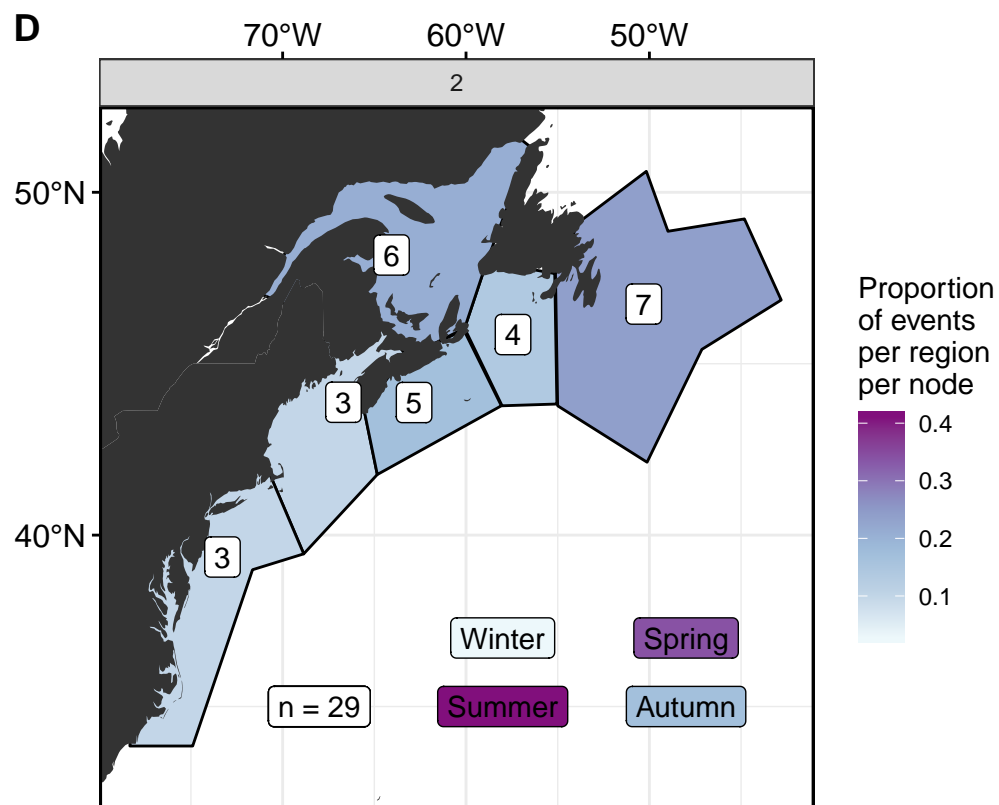 D
70°W 60°W 50°W
2
50°N
40°N
6
7
4
3
5
3
Winter
Spring
n = 29
Summer
Autumn
Proportion
of events
per region
per node
0.4
0.3
0.2
0.1